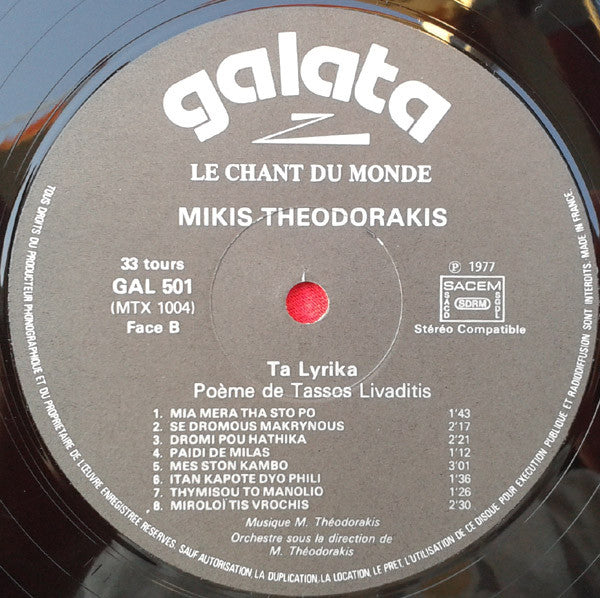 galata
LE CHANT DU MONDE
MIKIS THEODORAKIS
33 tours
GAL 501
(MTX 1004)
Face B
℗ 1977
SACEM
SACD SDRM SGDL
Stéréo Compatible
Ta Lyrika
Poème de Tassos Livaditis
1. MIA MERA THA STO PO 1'43
2. SE DROMOUS MAKRYNOUS 2'17
3. DROMI POU HATHIKA 2'21
4. PAIDI DE MILAS 1'12
5. MES STON KAMBO 3'01
6. ITAN KAPOTE DYO PHILI 1'36
7. THYMISOU TO MANOLIO 1'26
8. MIROLOÏ TIS VROCHIS 2'30
Musique M. Théodorakis
Orchestre sous la direction de
M. Théodorakis
TOUS DROITS DU PRODUCTEUR PHONOGRAPHIQUE ET DU PROPRIETAIRE DE L'ŒUVRE ENREGISTREE RESERVES. SAUF AUTORISATION, LA DUPLICATION, LA LOCATION, LE PRET, L'UTILISATION DE CE DISQUE POUR EXECUTION PUBLIQUE ET RADIODIFFUSION SONT INTERDITS. MADE IN FRANCE.